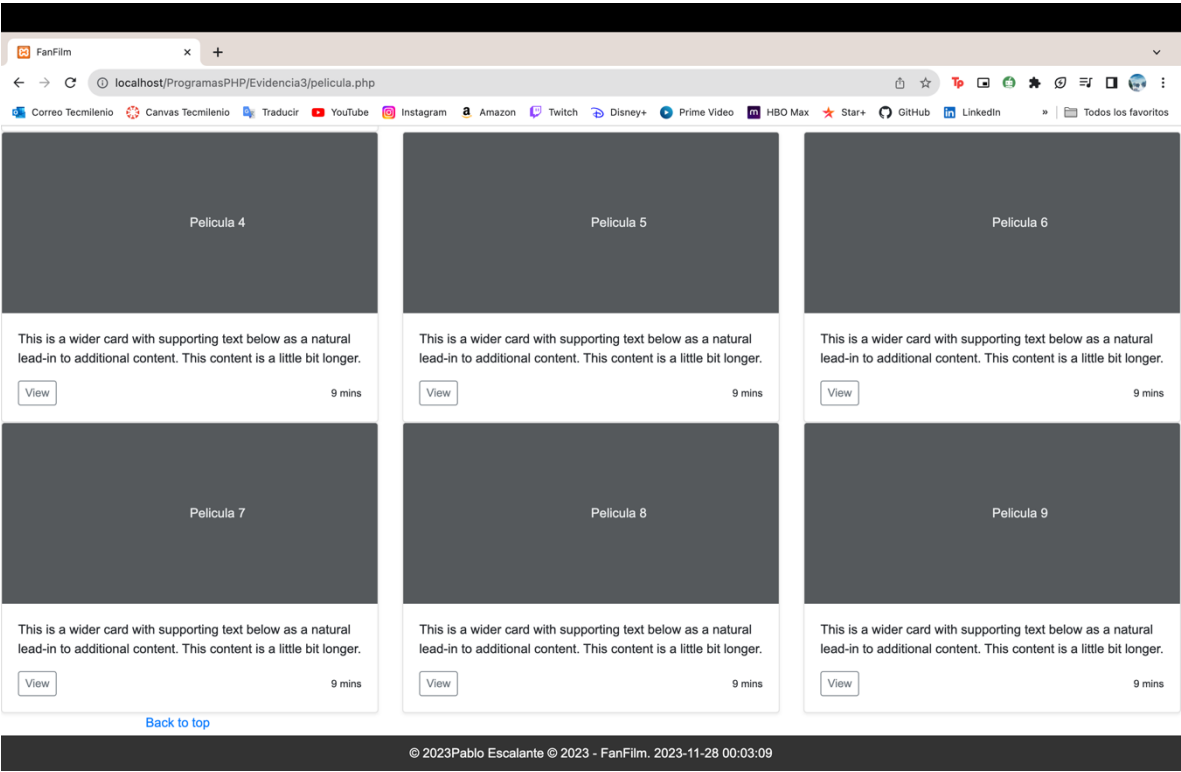 FanFilm
localhost/ProgramasPHP/Evidencia3/pelicula.php
Correo Tecmilenio Canvas Tecmilenio Traducir YouTube Instagram Amazon Twitch Disney+ Prime Video HBO Max Star+ GitHub LinkedIn » Todos los favoritos
Pelicula 4 Pelicula 5 Pelicula 6
This is a wider card with supporting text below as a natural
lead-in to additional content. This content is a little bit longer.
View 9 mins
This is a wider card with supporting text below as a natural
lead-in to additional content. This content is a little bit longer.
View 9 mins
This is a wider card with supporting text below as a natural
lead-in to additional content. This content is a little bit longer.
View 9 mins
Pelicula 7 Pelicula 8 Pelicula 9
This is a wider card with supporting text below as a natural
lead-in to additional content. This content is a little bit longer.
View 9 mins
This is a wider card with supporting text below as a natural
lead-in to additional content. This content is a little bit longer.
View 9 mins
This is a wider card with supporting text below as a natural
lead-in to additional content. This content is a little bit longer.
View 9 mins
Back to top
© 2023Pablo Escalante © 2023 - FanFilm. 2023-11-28 00:03:09